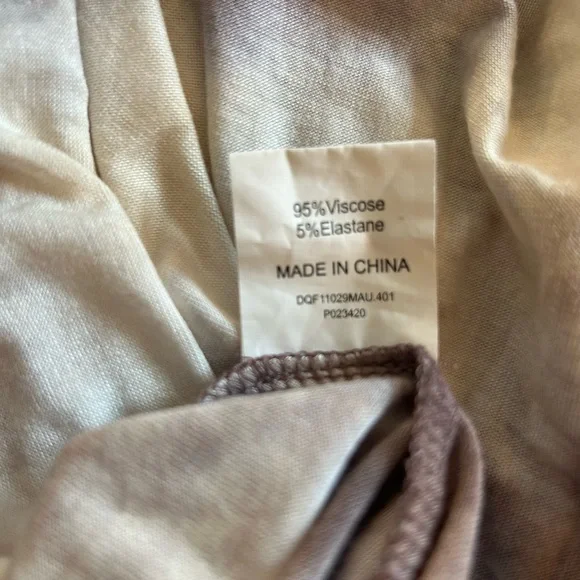 95%Viscose
5%Elastane
MADE IN CHINA
DQF11029MAU.401
P023420